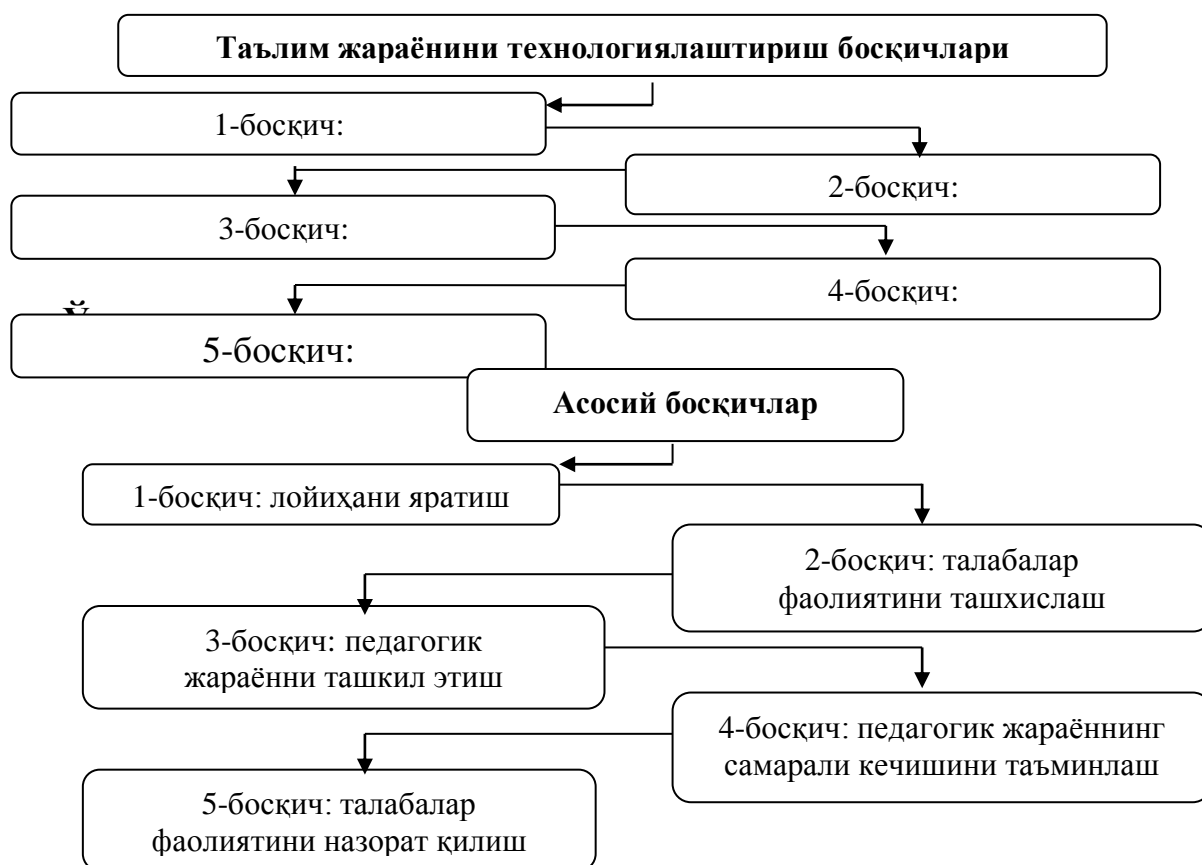 Таълим жараёнини технологиялаштириш босқичлари
1-босқич:
2-босқич:
3-босқич:
4-босқич:
5-босқич:
Асосий босқичлар
1-босқич: лойиҳани яратиш
2-босқич: талабалар
фаолиятини ташхислаш
3-босқич: педагогик
жараённи ташкил этиш
4-босқич: педагогик жараённинг
самарали кечишини таъминлаш
5-босқич: талабалар
фаолиятини назорат қилиш